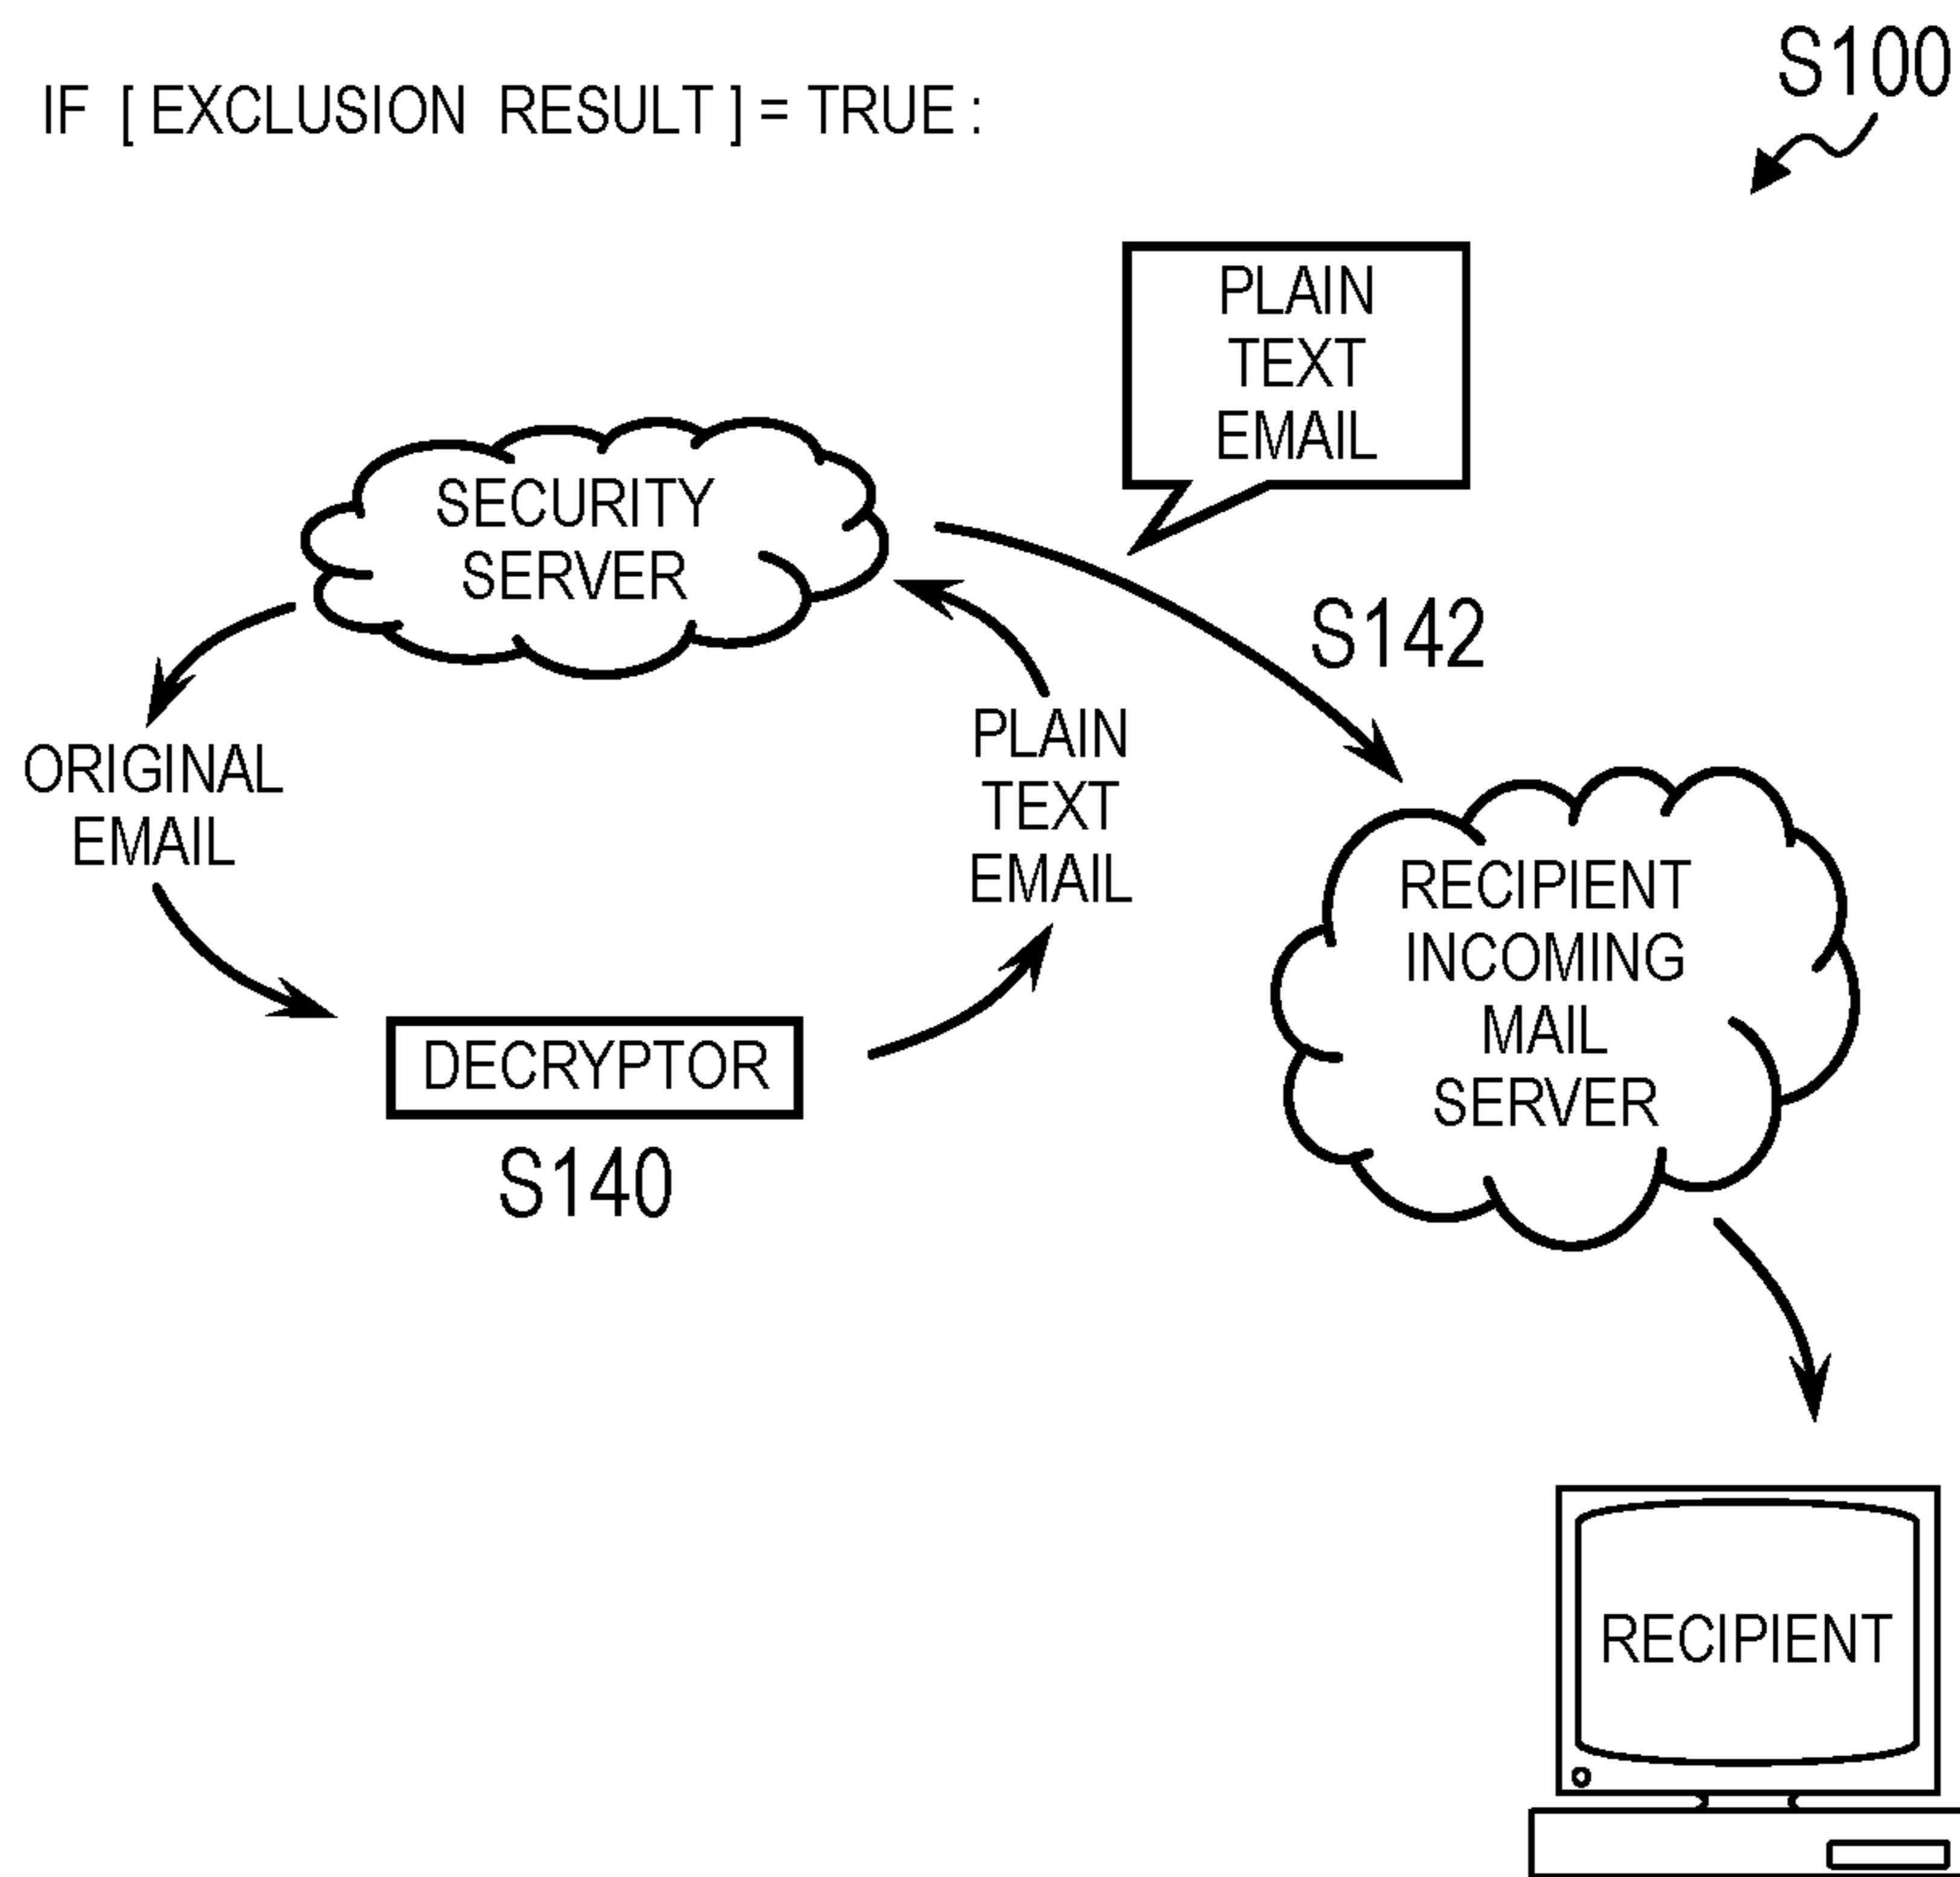 S100
IF [ EXCLUSION RESULT ] = TRUE :
PLAIN
TEXT
EMAIL
SECURITY
SERVER
S142
ORIGINAL
EMAIL
PLAIN
TEXT
EMAIL
DECRYPTOR
S140
RECIPIENT
INCOMING
MAIL
SERVER
RECIPIENT